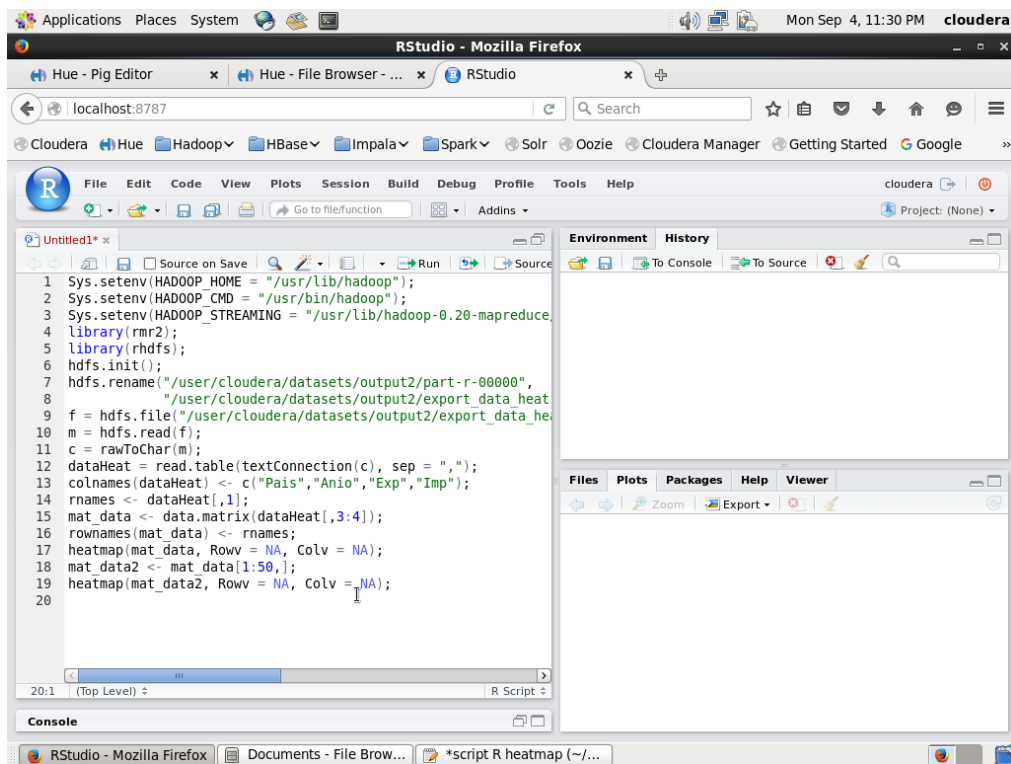 Applications Places System
Mon Sep 4, 11:30 PM cloudera
RStudio - Mozilla Firefox
Hue - Pig Editor
Hue - File Browser - ...
RStudio
localhost:8787
Search
Cloudera Hue Hadoop HBase Impala Spark Solr Oozie Cloudera Manager Getting Started Google »
R File Edit Code View Plots Session Build Debug Profile Tools Help
cloudera
Go to file/function
Addins
Project: (None)
Untitled1*
Source on Save
Run
Source
1 Sys.setenv(HADOOP_HOME = "/usr/lib/hadoop");
2 Sys.setenv(HADOOP_CMD = "/usr/bin/hadoop");
3 Sys.setenv(HADOOP_STREAMING = "/usr/lib/hadoop-0.20-mapreduce/
4 library(rmr2);
5 library(rhdfs);
6 hdfs.init();
7 hdfs.rename("/user/cloudera/datasets/output2/part-r-00000",
8 "/user/cloudera/datasets/output2/export_data_heat
9 f = hdfs.file("/user/cloudera/datasets/output2/export_data_hea
10 m = hdfs.read(f);
11 c = rawToChar(m);
12 dataHeat = read.table(textConnection(c), sep = ",");
13 colnames(dataHeat) <- c("Pais","Anio","Exp","Imp");
14 rnames <- dataHeat[,1];
15 mat_data <- data.matrix(dataHeat[,3:4]);
16 rownames(mat_data) <- rnames;
17 heatmap(mat_data, Rowv = NA, Colv = NA);
18 mat_data2 <- mat_data[1:50,];
19 heatmap(mat_data2, Rowv = NA, Colv = NA);
20
20:1 (Top Level) R Script
Console
Environment History
To Console To Source
Files Plots Packages Help Viewer
Zoom Export
RStudio - Mozilla Firefox
Documents - File Brow...
*script R heatmap (~/...